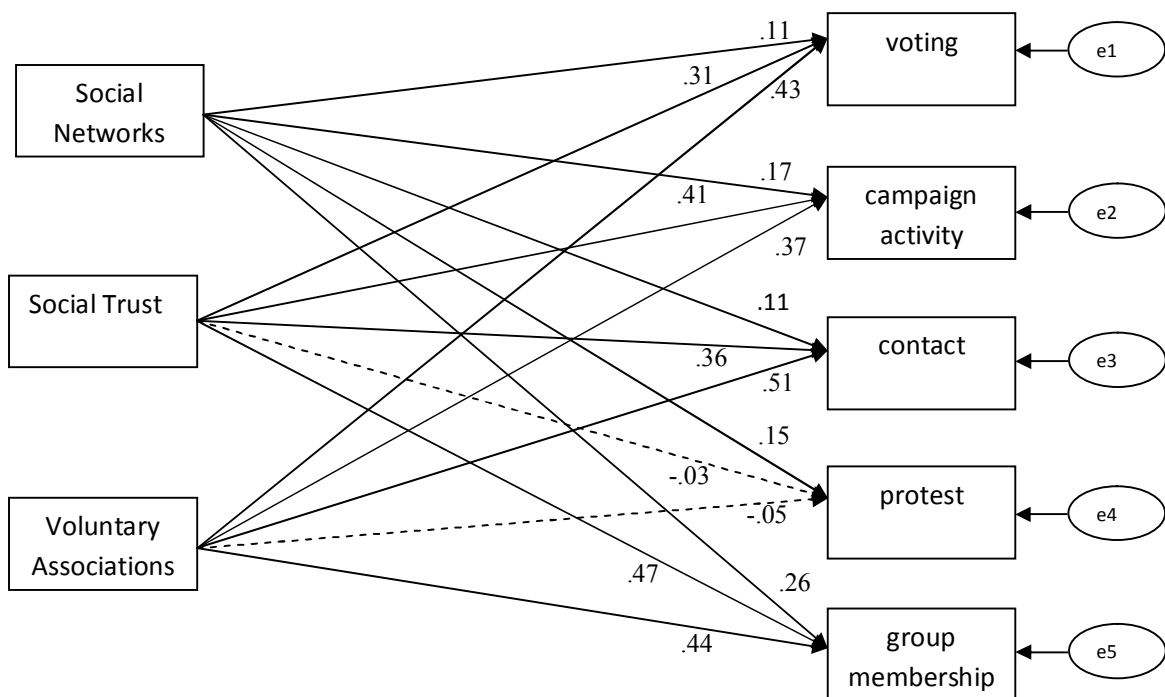 Social
Networks
Social Trust
Voluntary
Associations
.11
.31
.43
.17
.41
.37
.11
.36
.51
.15
-.03
-.05
.47
.26
.44
voting
campaign
activity
contact
protest
group
membership
e1
e2
e3
e4
e5